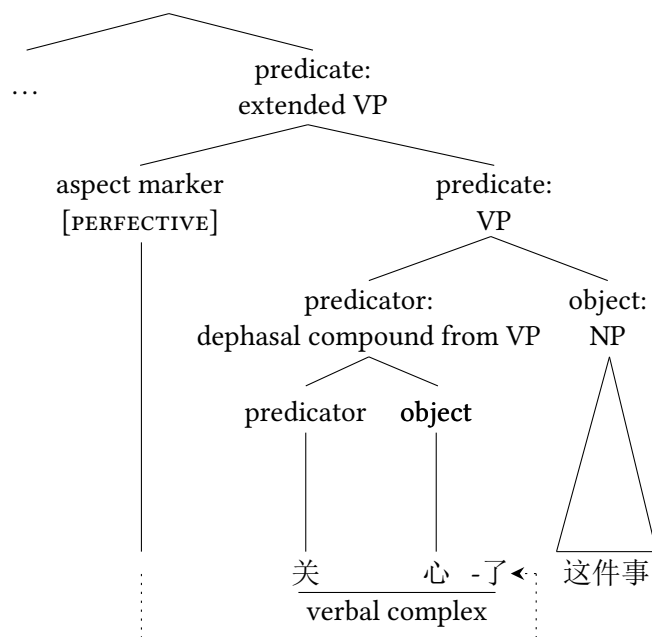 …
predicate:
extended VP
aspect marker
[PERFECTIVE]
predicate:
VP
predicator:
dephasal compound from VP
object:
NP
predicator
object
关 心 -了 这件事
verbal complex